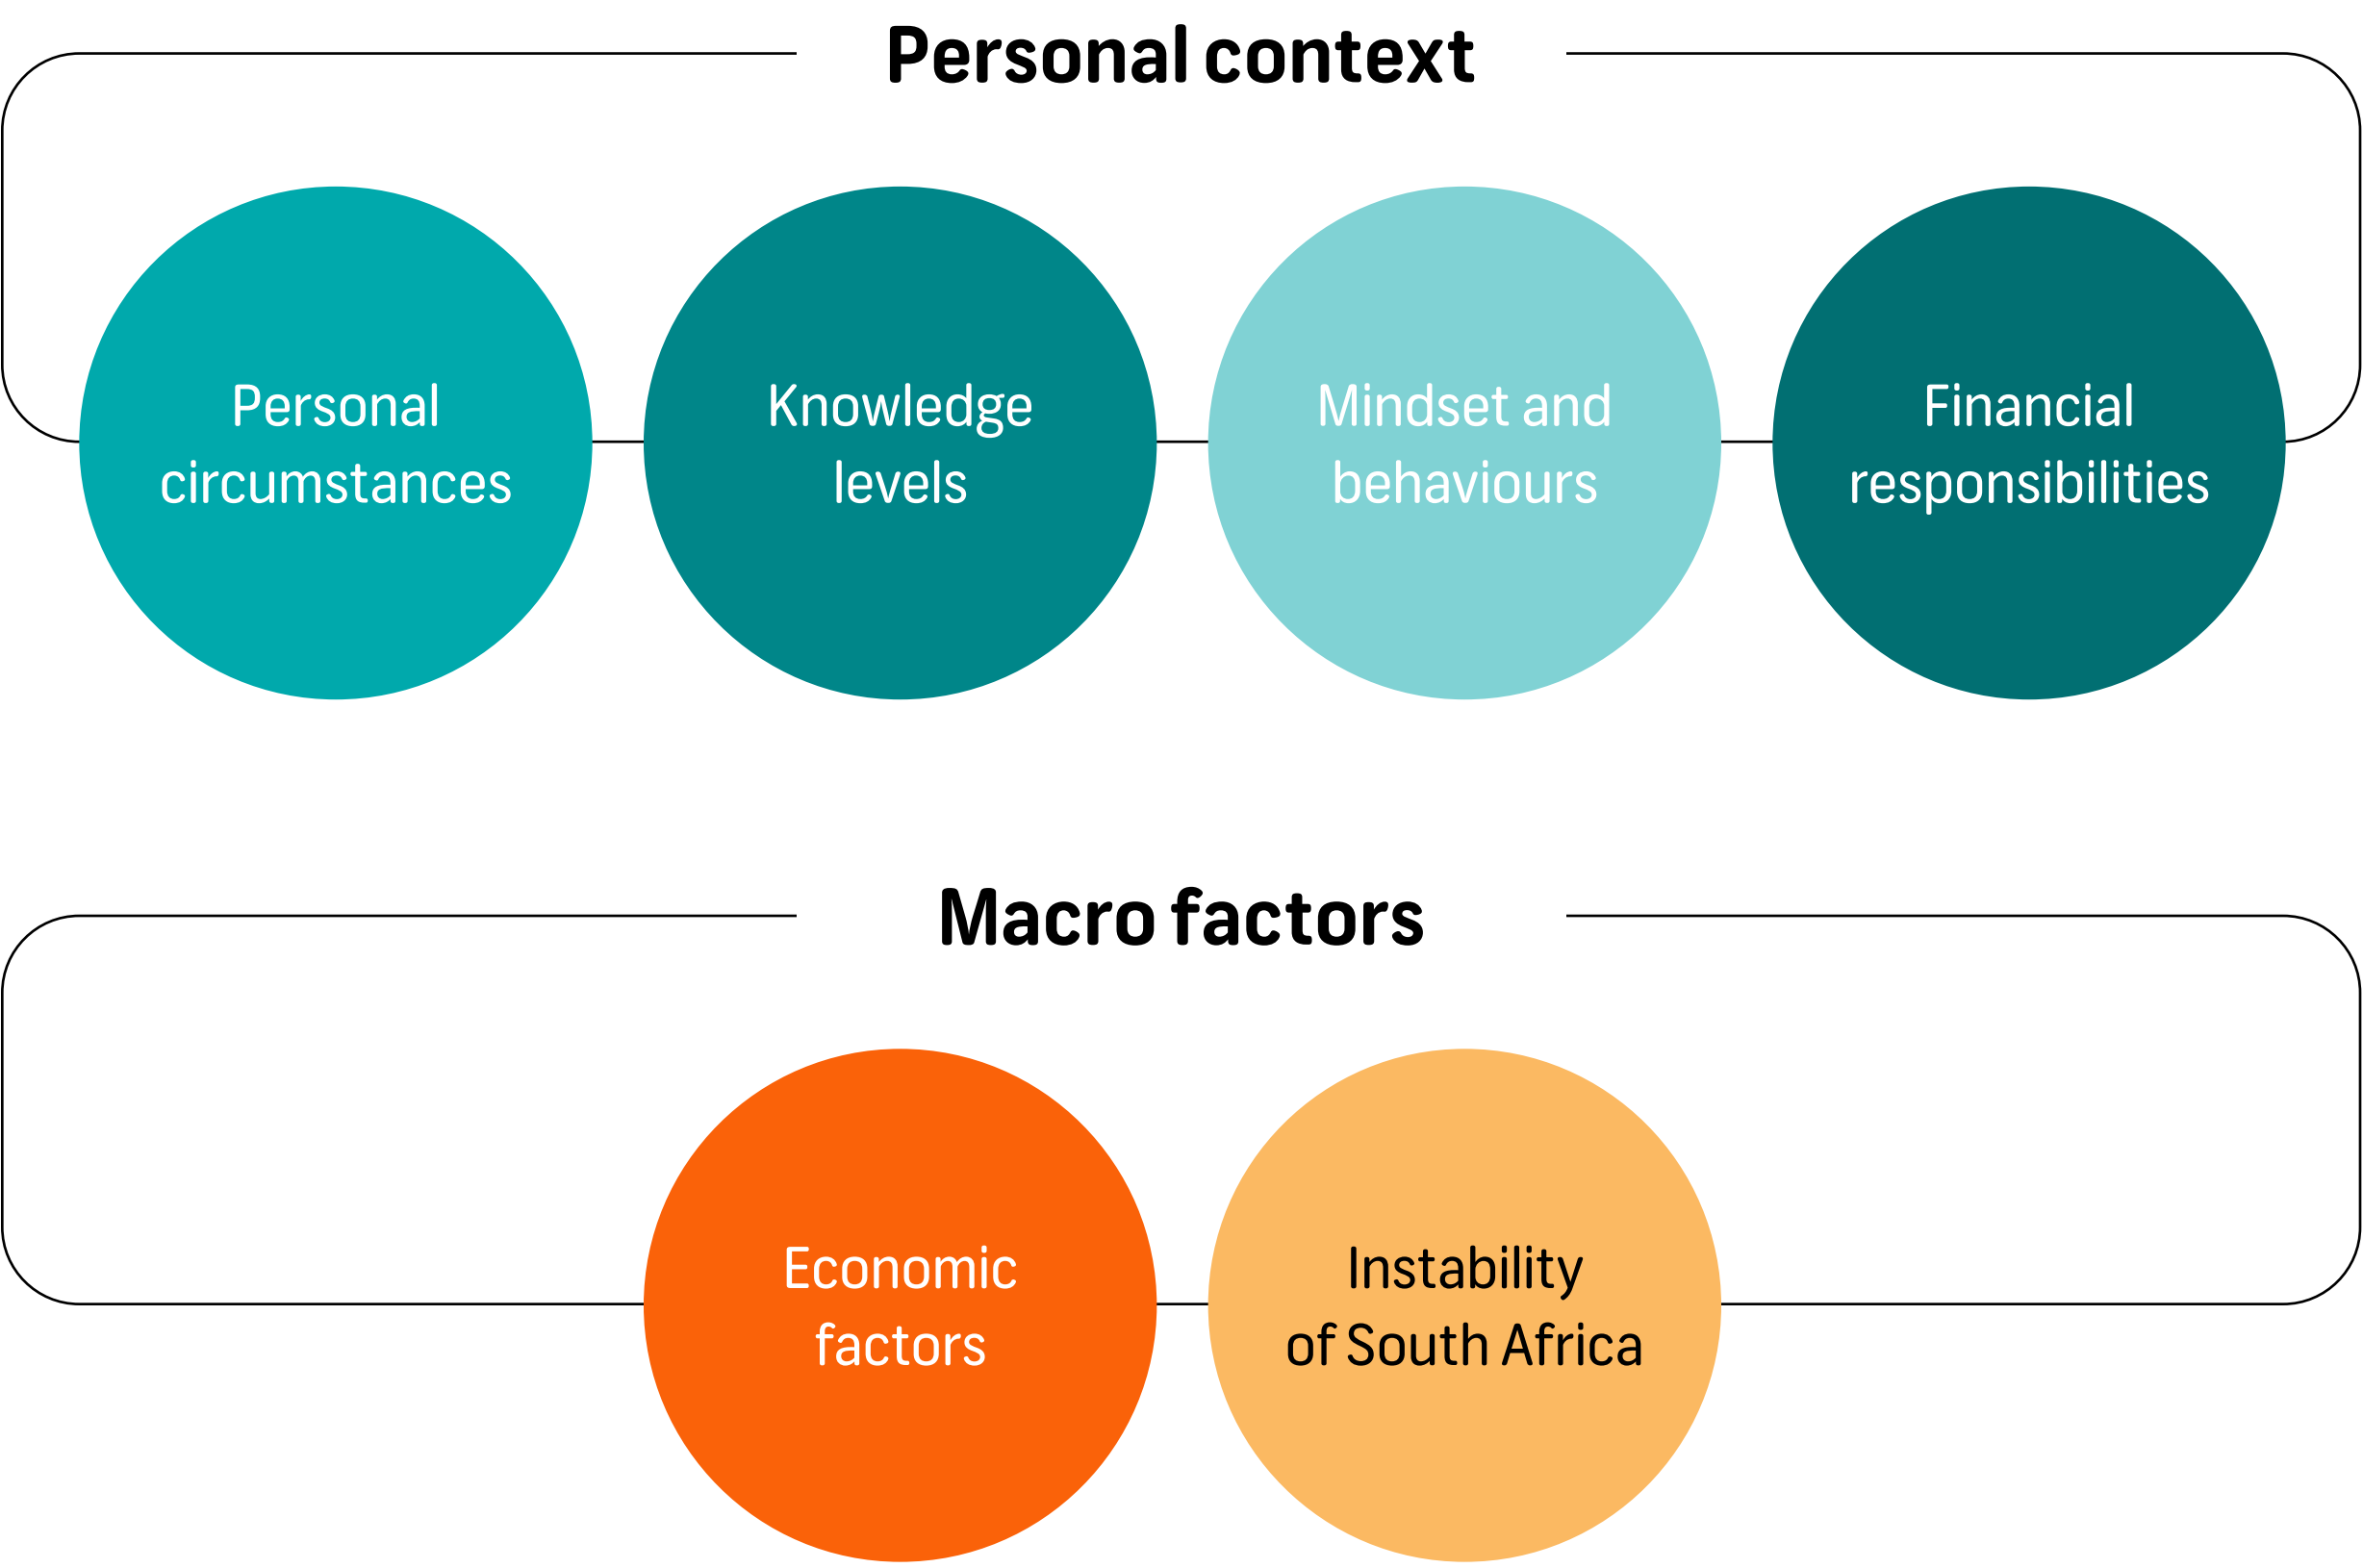 Personal context
Personal
circumstances
Knowledge
levels
Mindset and
behaviours
Financial
responsibilities
Macro factors
Economic
factors
Instability
of South Africa